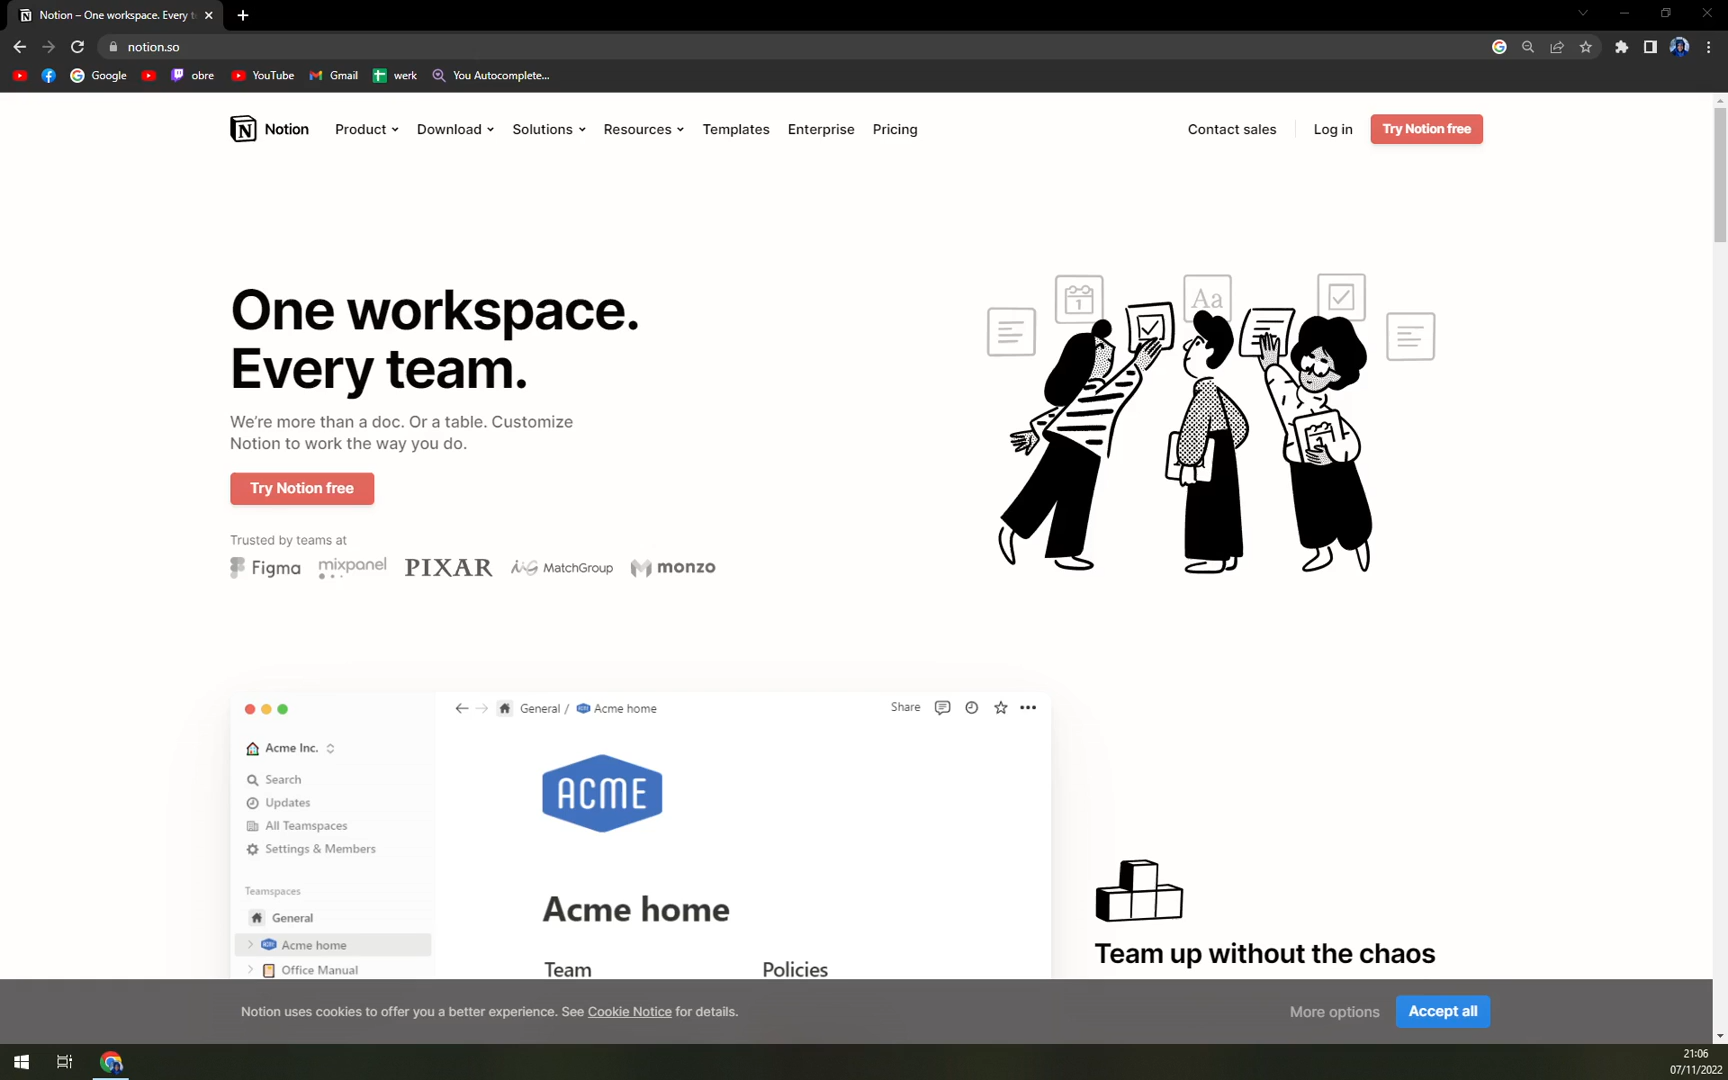 Notion – One workspace. Every t
notion.so
Google
obre
YouTube
Gmail
werk
You Autocomplete...
Notion
Product
Download
Solutions
Resources
Templates
Enterprise
Pricing
Contact sales
Log in
Try Notion free
One workspace.
Every team.
We're more than a doc. Or a table. Customize
Notion to work the way you do.
Try Notion free
Trusted by teams at
Figma
mixpanel
PIXAR
MatchGroup
monzo
1
Aa
General / Acme home
Share
Acme Inc.
Search
Updates
All Teamspaces
Settings & Members
Teamspaces
General
Acme home
Office Manual
ACME
Acme home
Team
Policies
Team up without the chaos
Notion uses cookies to offer you a better experience. See Cookie Notice for details.
More options
Accept all
21:06
07/11/2022